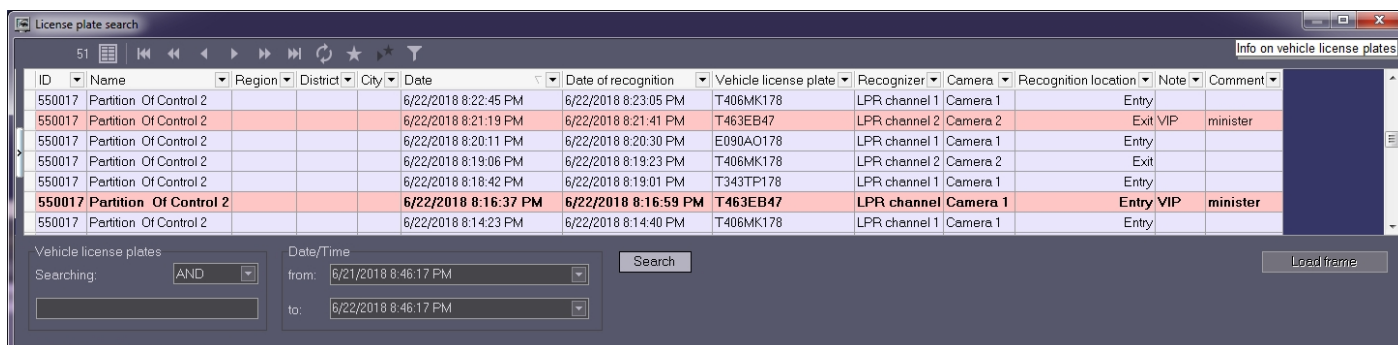 License plate search
51
Info on vehicle license plates
ID Name Region District City Date Date of recognition Vehicle license plate Recognizer Camera Recognition location Note Comment
550017 Partition Of Control 2 6/22/2018 8:22:45 PM 6/22/2018 8:23:05 PM T406MK178 LPR channel 1 Camera 1 Entry
550017 Partition Of Control 2 6/22/2018 8:21:19 PM 6/22/2018 8:21:41 PM T463EB47 LPR channel 2 Camera 2 Exit VIP minister
550017 Partition Of Control 2 6/22/2018 8:20:11 PM 6/22/2018 8:20:30 PM E090AO178 LPR channel 1 Camera 1 Entry
550017 Partition Of Control 2 6/22/2018 8:19:06 PM 6/22/2018 8:19:23 PM T406MK178 LPR channel 2 Camera 2 Exit
550017 Partition Of Control 2 6/22/2018 8:18:42 PM 6/22/2018 8:19:01 PM T343TP178 LPR channel 1 Camera 1 Entry
550017 Partition Of Control 2 6/22/2018 8:16:37 PM 6/22/2018 8:16:59 PM T463EB47 LPR channel Camera 1 Entry VIP minister
550017 Partition Of Control 2 6/22/2018 8:14:23 PM 6/22/2018 8:14:40 PM T406MK178 LPR channel 1 Camera 1 Entry
Vehicle license plates Date/Time
Search Load frame
Searching: AND from: 6/21/2018 8:46:17 PM
to: 6/22/2018 8:46:17 PM